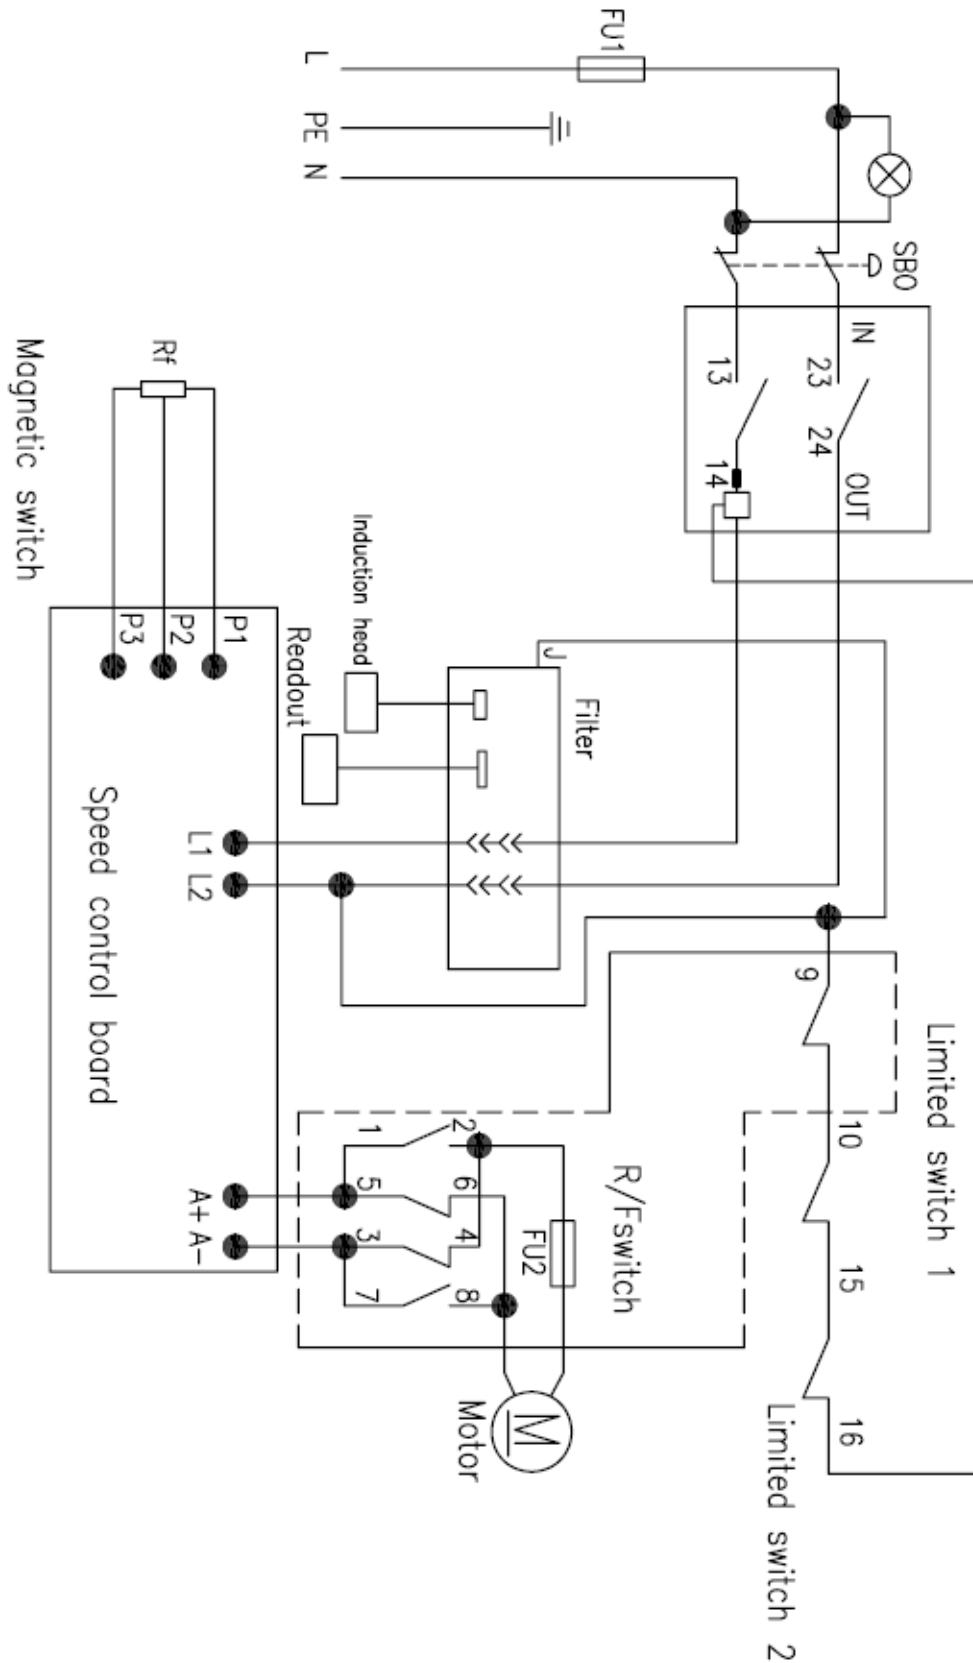 L
PE
N
FU1
SB0
IN
13
23
14
24
OUT
Rf
Magnetic switch
P3
P2
P1
Induction head
Readout
J
Filter
L1
L2
Speed control board
A+
A-
9
Limited switch 1
10
15
16
Limited switch 2
1
2
5
6
3
4
7
8
R/Fswitch
FU2
M
Motor